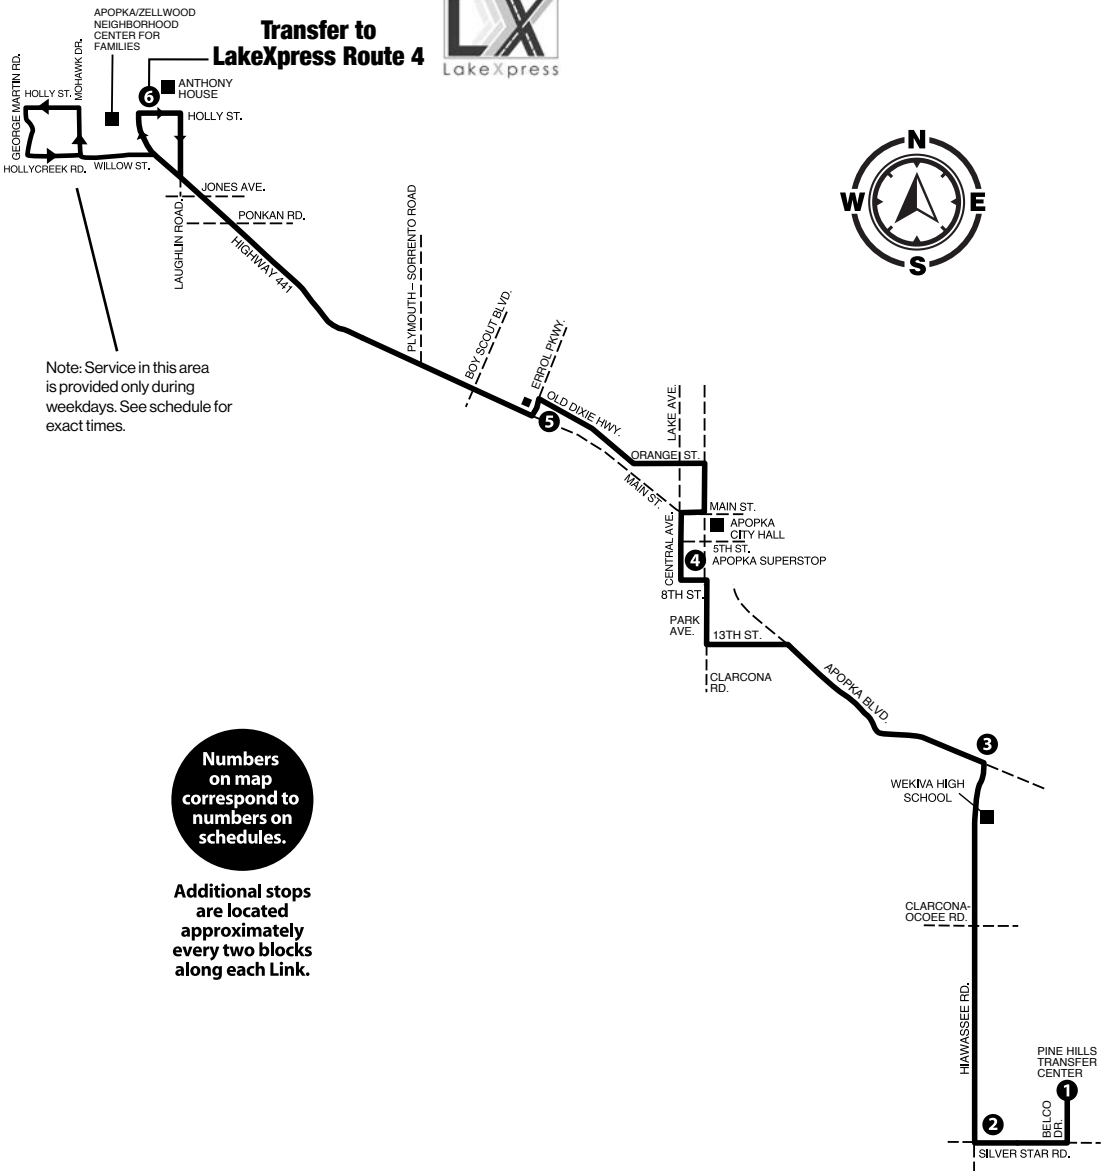 APOPKA/ZELLWOOD
NEIGHBORHOOD
CENTER FOR
FAMILIES
Transfer to
LakeXpress Route 4
LX
LakeXpress
GEORGE MARTIN RD.
HOLLY ST.
MOHAWK DR.
6
ANTHONY
HOUSE
HOLLY ST.
HOLLYCREEK RD.
WILLOW ST.
JONES AVE.
PONKAN RD.
LAUGHLIN ROAD.
HIGHWAY 441
N
W
E
S
PLYMOUTH – SORRENTO ROAD
BOY SCOUT BLVD.
ERROL PKWY.
Note: Service in this area
is provided only during
weekdays. See schedule for
exact times.
5
OLD DIXIE HWY.
LAKE AVE.
ORANGE ST.
MAIN ST.
MAIN ST.
APOPKA
CITY HALL
CENTRAL AVE.
5TH ST.
4
APOPKA SUPERSTOP
8TH ST.
PARK
AVE.
13TH ST.
CLARCONA
RD.
APOPKA BLVD.
3
WEKIVA HIGH
SCHOOL
Numbers
on map
correspond to
numbers on
schedules.
Additional stops
are located
approximately
every two blocks
along each Link.
CLARCONA-
OCOEE RD.
HIAWASSEE RD.
PINE HILLS
TRANSFER
CENTER
1
BELCO
DR.
2
SILVER STAR RD.